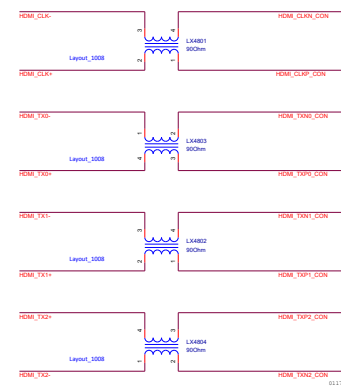 HDMI_CLK- HDMI_CLKN_CON
3 4
LX4801
90Ohm
Layout_1008 2 1
HDMI_CLK+ HDMI_CLKP_CON
HDMI_TX0- HDMI_TXN0_CON
1 2
LX4803
90Ohm
Layout_1008 4 3
HDMI_TX0+ HDMI_TXP0_CON
HDMI_TX1- HDMI_TXN1_CON
3 4
LX4802
90Ohm
Layout_1008 2 1
HDMI_TX1+ HDMI_TXP1_CON
HDMI_TX2+ HDMI_TXP2_CON
4 3
LX4804
90Ohm
Layout_1008 1 2
HDMI_TX2- HDMI_TXN2_CON